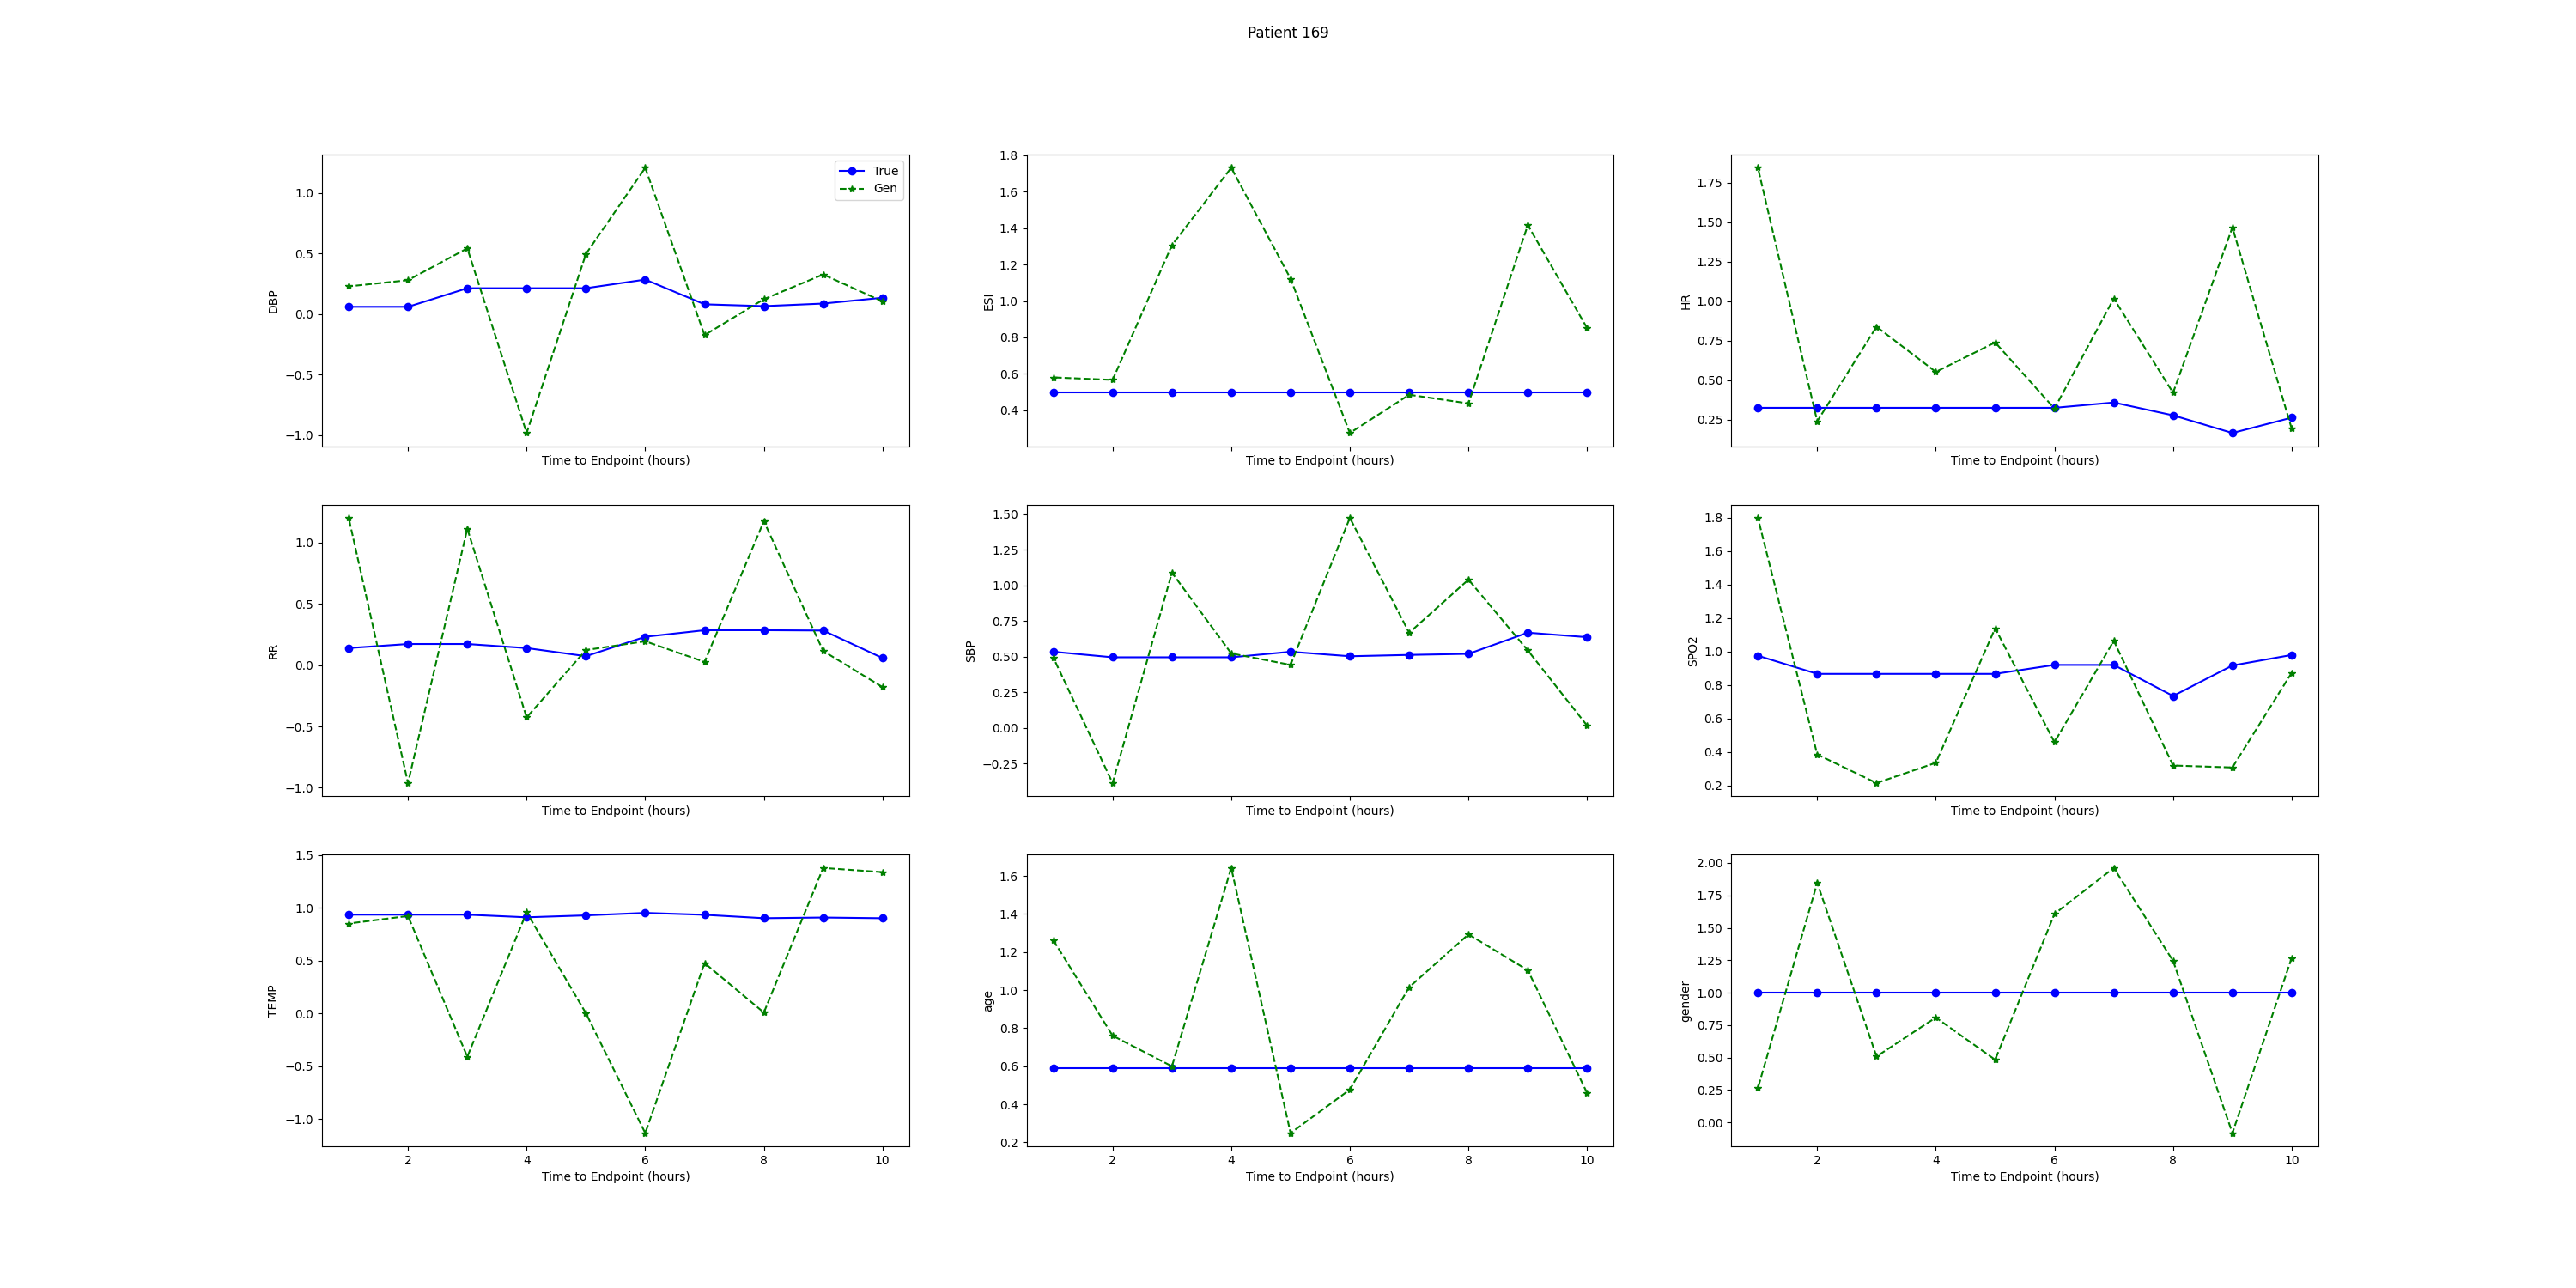 Patient 169
1.0
0.5
0.0
−0.5
−1.0
DBP
True
Gen
Time to Endpoint (hours)
1.8
1.6
1.4
1.2
1.0
0.8
0.6
0.4
ESI
Time to Endpoint (hours)
1.75
1.50
1.25
1.00
0.75
0.50
0.25
HR
Time to Endpoint (hours)
1.0
0.5
0.0
−0.5
−1.0
RR
Time to Endpoint (hours)
1.50
1.25
1.00
0.75
0.50
0.25
0.00
−0.25
SBP
Time to Endpoint (hours)
1.8
1.6
1.4
1.2
1.0
0.8
0.6
0.4
0.2
SPO2
Time to Endpoint (hours)
1.5
1.0
0.5
0.0
−0.5
−1.0
TEMP
2 4 6 8 10
Time to Endpoint (hours)
1.6
1.4
1.2
1.0
0.8
0.6
0.4
0.2
age
2 4 6 8 10
Time to Endpoint (hours)
2.00
1.75
1.50
1.25
1.00
0.75
0.50
0.25
0.00
gender
2 4 6 8 10
Time to Endpoint (hours)